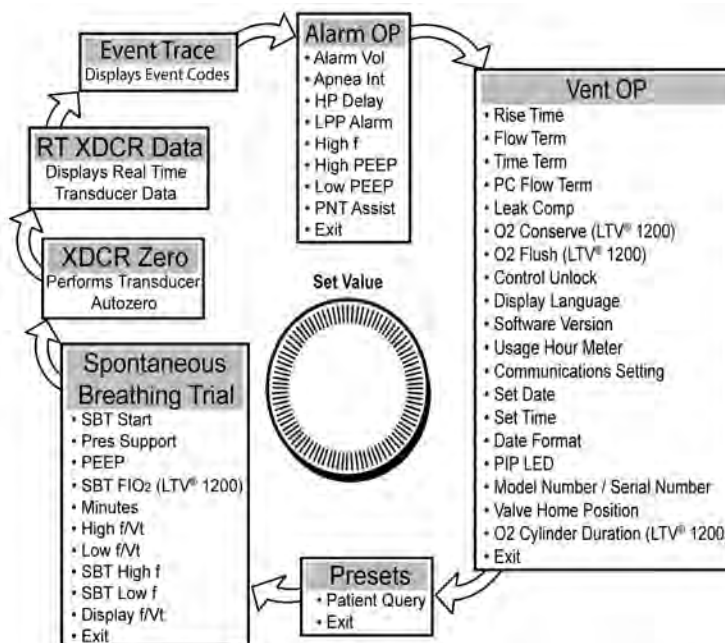 Event Trace
Displays Event Codes
Alarm OP
• Alarm Vol
• Apnea Int
• HP Delay
• LPP Alarm
• High f
• High PEEP
• Low PEEP
• PNT Assist
• Exit
Vent OP
• Rise Time
• Flow Term
• Time Term
• PC Flow Term
• Leak Comp
• O2 Conserve (LTV® 1200)
• O2 Flush (LTV® 1200)
• Control Unlock
• Display Language
• Software Version
• Usage Hour Meter
• Communications Setting
• Set Date
• Set Time
• Date Format
• PIP LED
• Model Number / Serial Number
• Valve Home Position
• O2 Cylinder Duration (LTV® 1200
• Exit
RT XDCR Data
Displays Real Time
Transducer Data
XDCR Zero
Performs Transducer
Autozero
Set Value
Spontaneous
Breathing Trial
• SBT Start
• Pres Support
• PEEP
• SBT FIO2 (LTV® 1200)
• Minutes
• High f/Vt
• Low f/Vt
• SBT High f
• SBT Low f
• Display f/Vt
• Exit
Presets
• Patient Query
• Exit